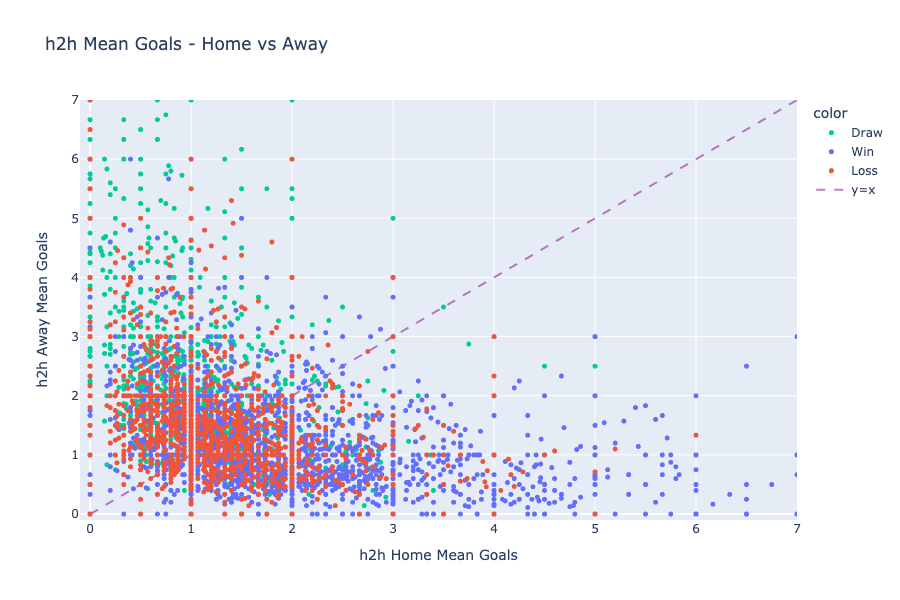 h2h Mean Goals - Home vs Away
color
Draw
Win
Loss
y=x
h2h Away Mean Goals
7
6
5
4
3
2
1
0
0 1 2 3 4 5 6 7
h2h Home Mean Goals